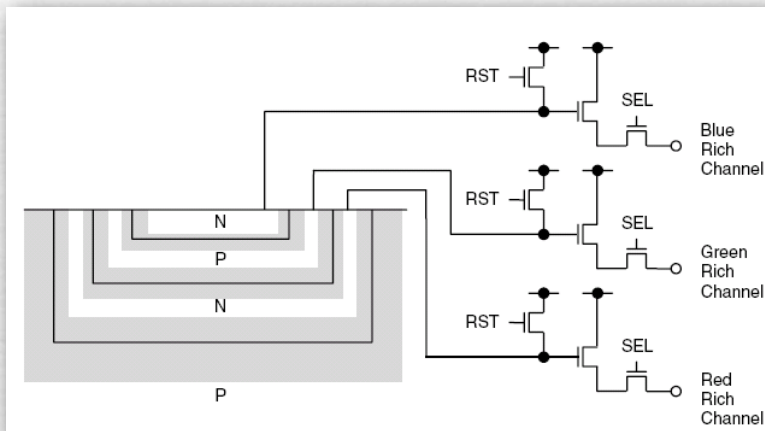 RST
SEL
Blue
Rich
Channel
RST
SEL
Green
Rich
Channel
RST
SEL
Red
Rich
Channel
N
P
N
P